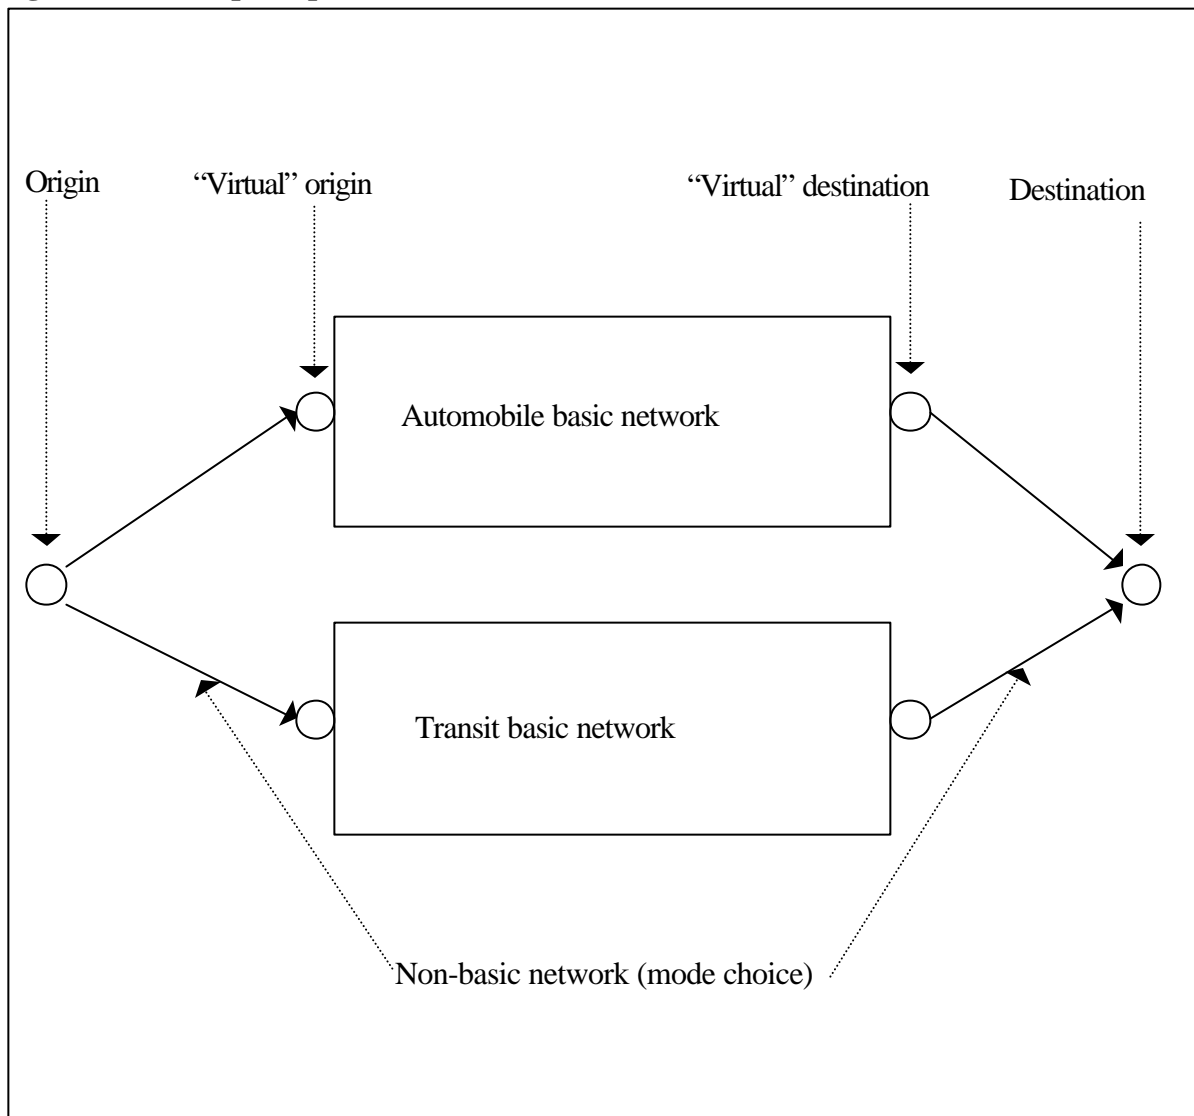 Origin
“Virtual” origin
“Virtual” destination
Destination
Automobile basic network
Transit basic network
Non-basic network (mode choice)